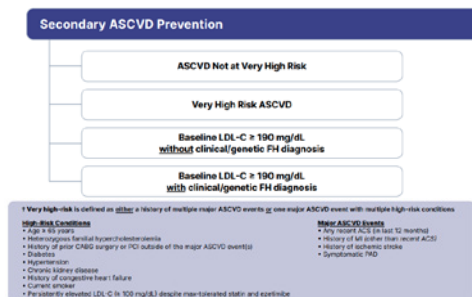 Secondary ASCVD Prevention
ASCVD Not at Very High Risk
Very High Risk ASCVD
Baseline LDL-C ≥ 190 mg/dL
without clinical/genetic FH diagnosis
Baseline LDL-C ≥ 190 mg/dL
with clinical/genetic FH diagnosis
† Very high-risk is defined as either a history of multiple major ASCVD events or one major ASCVD event with multiple high-risk conditions
High-Risk Conditions
• Age ≥ 65 years
• Heterozygous familial hypercholesterolemia
• History of prior CABG surgery or PCI outside of the major ASCVD event(s)
• Diabetes
• Hypertension
• Chronic kidney disease
• History of congestive heart failure
• Current smoker
• Persistently elevated LDL-C (≥ 100 mg/dL) despite max-tolerated statin and ezetimibe
Major ASCVD Events
• Any recent ACS (in last 12 months)
• History of MI (other than recent ACS)
• History of ischemic stroke
• Symptomatic PAD